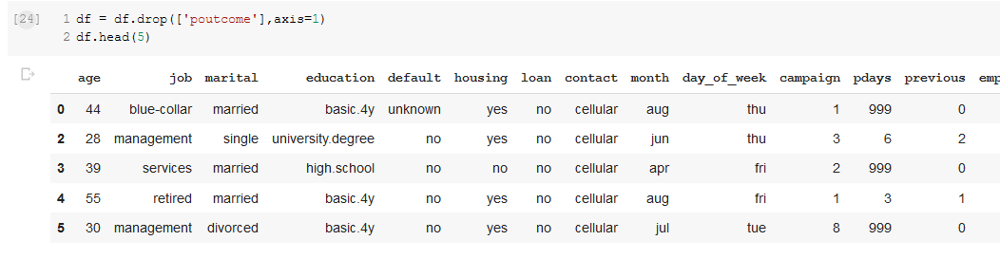 [24] 1 df = df.drop(['poutcome'],axis=1)
2 df.head(5)
age job marital education default housing loan contact month day_of_week campaign pdays previous emp
0 44 blue-collar married basic.4y unknown yes no cellular aug thu 1 999 0
2 28 management single university.degree no yes no cellular jun thu 3 6 2
3 39 services married high.school no no no cellular apr fri 2 999 0
4 55 retired married basic.4y no yes no cellular aug fri 1 3 1
5 30 management divorced basic.4y no yes no cellular jul tue 8 999 0